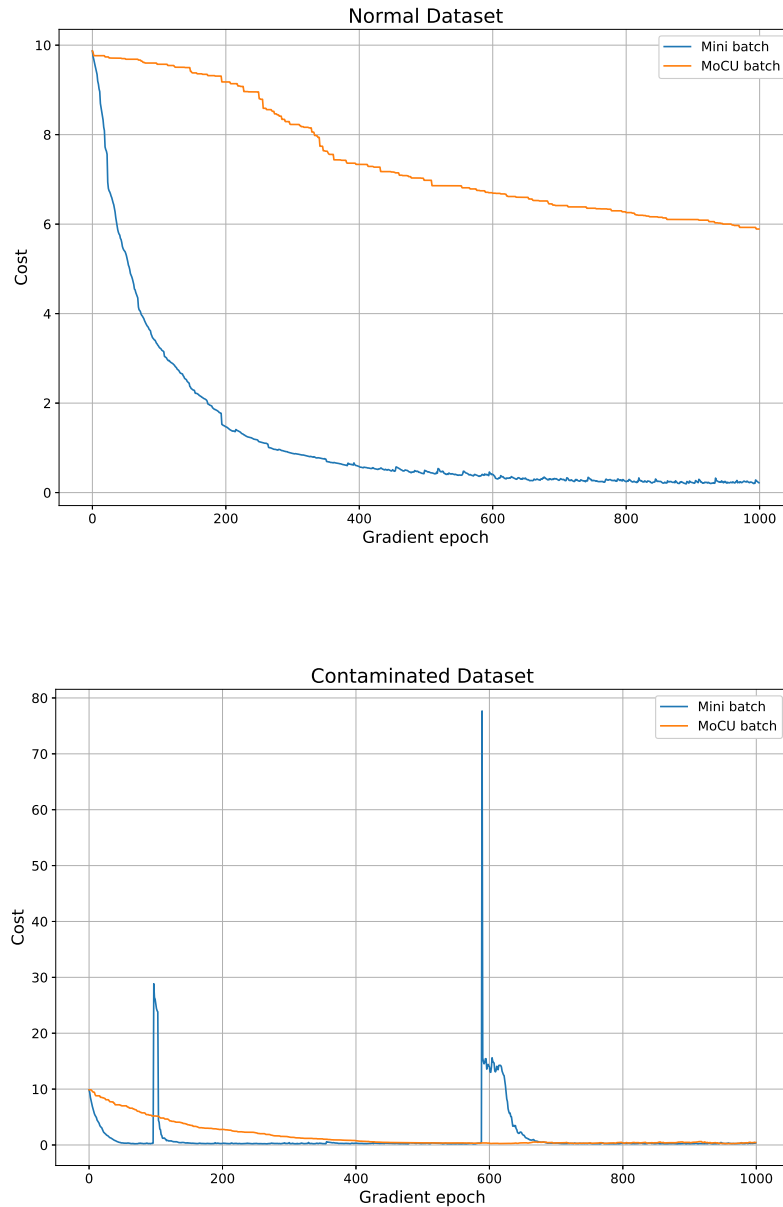 Normal Dataset
Mini batch
MoCU batch
10
8
6
4
2
0
Cost
0 200 400 600 800 1000
Gradient epoch
Contaminated Dataset
Mini batch
MoCU batch
80
70
60
50
40
30
20
10
0
Cost
0 200 400 600 800 1000
Gradient epoch